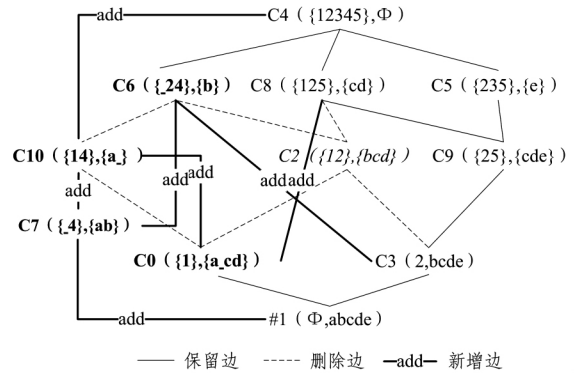 add C4（{12345},Φ）
C6（{_24},{b}） C8（{125},{cd}） C5（{235},{e}）
C10（{14},{a_}） C2（{12},{bcd}） C9（{25},{cde}）
add add add add
add
C7（{_4},{ab}）
C0（{1},{a_cd}） C3（2,bcde）
add #1（Φ,abcde）
保留边 删除边 add 新增边